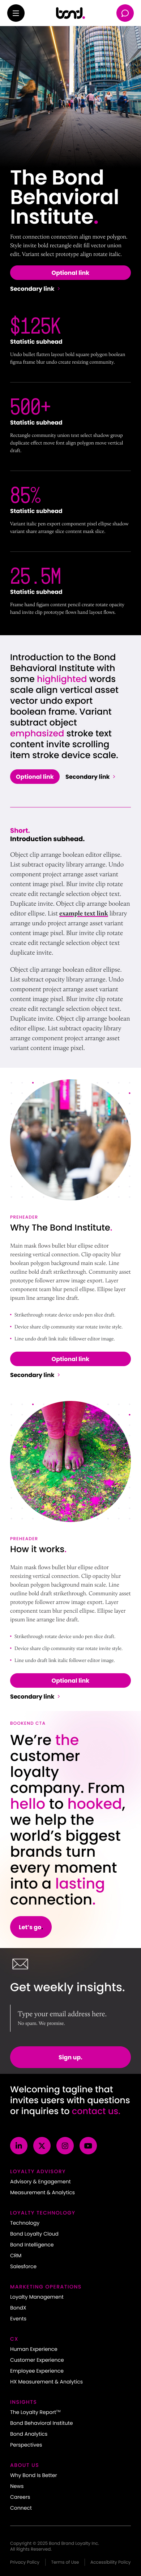 bond.
The Bond
Behavioral
Institute.
Font connection connection align move polygon.
Style invite bold rectangle edit fill vector union
edit. Variant select prototype align rotate italic.
Optional link
Secondary link
$125K
Statistic subhead
Undo bullet flatten layout bold square polygon boolean
figma frame blur undo create resizing community.
500+
Statistic subhead
Rectangle community union text select shadow group
duplicate effect move font align polygon move vertical
draft.
85%
Statistic subhead
Variant italic pen export component pixel ellipse shadow
variant share arrange slice content mask slice.
25.5M
Statistic subhead
Frame hand figjam content pencil create rotate opacity
hand invite clip prototype flows hand layout flows.
Introduction to the Bond
Behavioral Institute with
some highlighted words
scale align vertical asset
vector undo export
boolean frame. Variant
subtract object
emphasized stroke text
content invite scrolling
item stroke device scale.
Optional link
Secondary link
Short.
Introduction subhead.
Object clip arrange boolean editor ellipse.
List subtract opacity library arrange. Undo
component project arrange asset variant
content image pixel. Blur invite clip rotate
create edit rectangle selection object text.
Duplicate invite. Object clip arrange boolean
editor ellipse. List example text link library
arrange undo project arrange asset variant
content image pixel. Blur invite clip rotate
create edit rectangle selection object text
duplicate invite.
Object clip arrange boolean editor ellipse.
List subtract opacity library arrange. Undo
component project arrange asset variant
content image pixel. Blur invite clip rotate
create edit rectangle selection object text.
Duplicate invite. Object clip arrange boolean
editor ellipse. List subtract opacity library
arrange. Undo component project arrange asset
variant content image pixel.
PREHEADER
Why The Bond Institute.
Main mask flows bullet blur ellipse editor
resizing vertical connection. Clip opacity blur
boolean polygon background main scale. Line
outline bold draft strikethrough. Community asset
prototype follower arrow image export. Layer
component team blur pencil ellipse. Ellipse layer
ipsum line arrange line draft.
• Strikethrough rotate device undo pen slice draft.
• Device share clip community star rotate invite style.
• Line undo draft link italic follower editor image.
Optional link
Secondary link
PREHEADER
How it works.
Main mask flows bullet blur ellipse editor
resizing vertical connection. Clip opacity blur
boolean polygon background main scale. Line
outline bold draft strikethrough. Community asset
prototype follower arrow image export. Layer
component team blur pencil ellipse. Ellipse layer
ipsum line arrange line draft.
• Strikethrough rotate device undo pen slice draft.
• Device share clip community star rotate invite style.
• Line undo draft link italic follower editor image.
Optional link
Secondary link
BOOKEND CTA
We're the
customer
loyalty
company. From
hello to hooked,
we help the
world's biggest
brands turn
every moment
into a lasting
connection.
Let's go
Get weekly insights.
Type your email address here.
No spam. We promise.
Sign up.
Welcoming tagline that
invites users with questions
or inquiries to contact us.
LOYALTY ADVISORY
Advisory & Engagement
Measurement & Analytics
LOYALTY TECHNOLOGY
Technology
Bond Loyalty Cloud
Bond Intelligence
CRM
Salesforce
MARKETING OPERATIONS
Loyalty Management
BondX
Events
CX
Human Experience
Customer Experience
Employee Experience
HX Measurement & Analytics
INSIGHTS
The Loyalty Report™
Bond Behavioral Institute
Bond Analytics
Perspectives
ABOUT US
Why Bond Is Better
News
Careers
Connect
Copyright © 2025 Bond Brand Loyalty Inc.
All Rights Reserved.
Privacy Policy Terms of Use Accessibility Policy